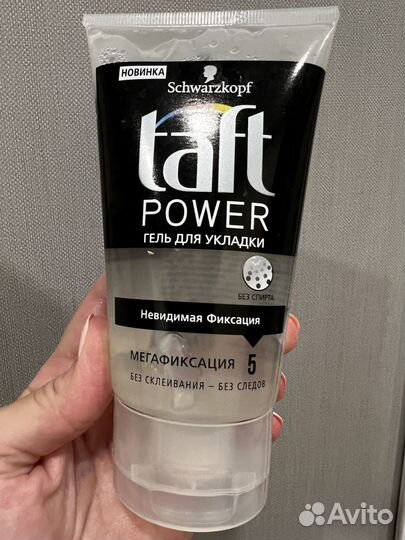 НОВИНКА
Schwarzkopf
taft
POWER
ГЕЛЬ ДЛЯ УКЛАДКИ
БЕЗ СПИРТА
Невидимая Фиксация
МЕГАФИКСАЦИЯ 5
БЕЗ СКЛЕИВАНИЯ – БЕЗ СЛЕДОВ
Avito